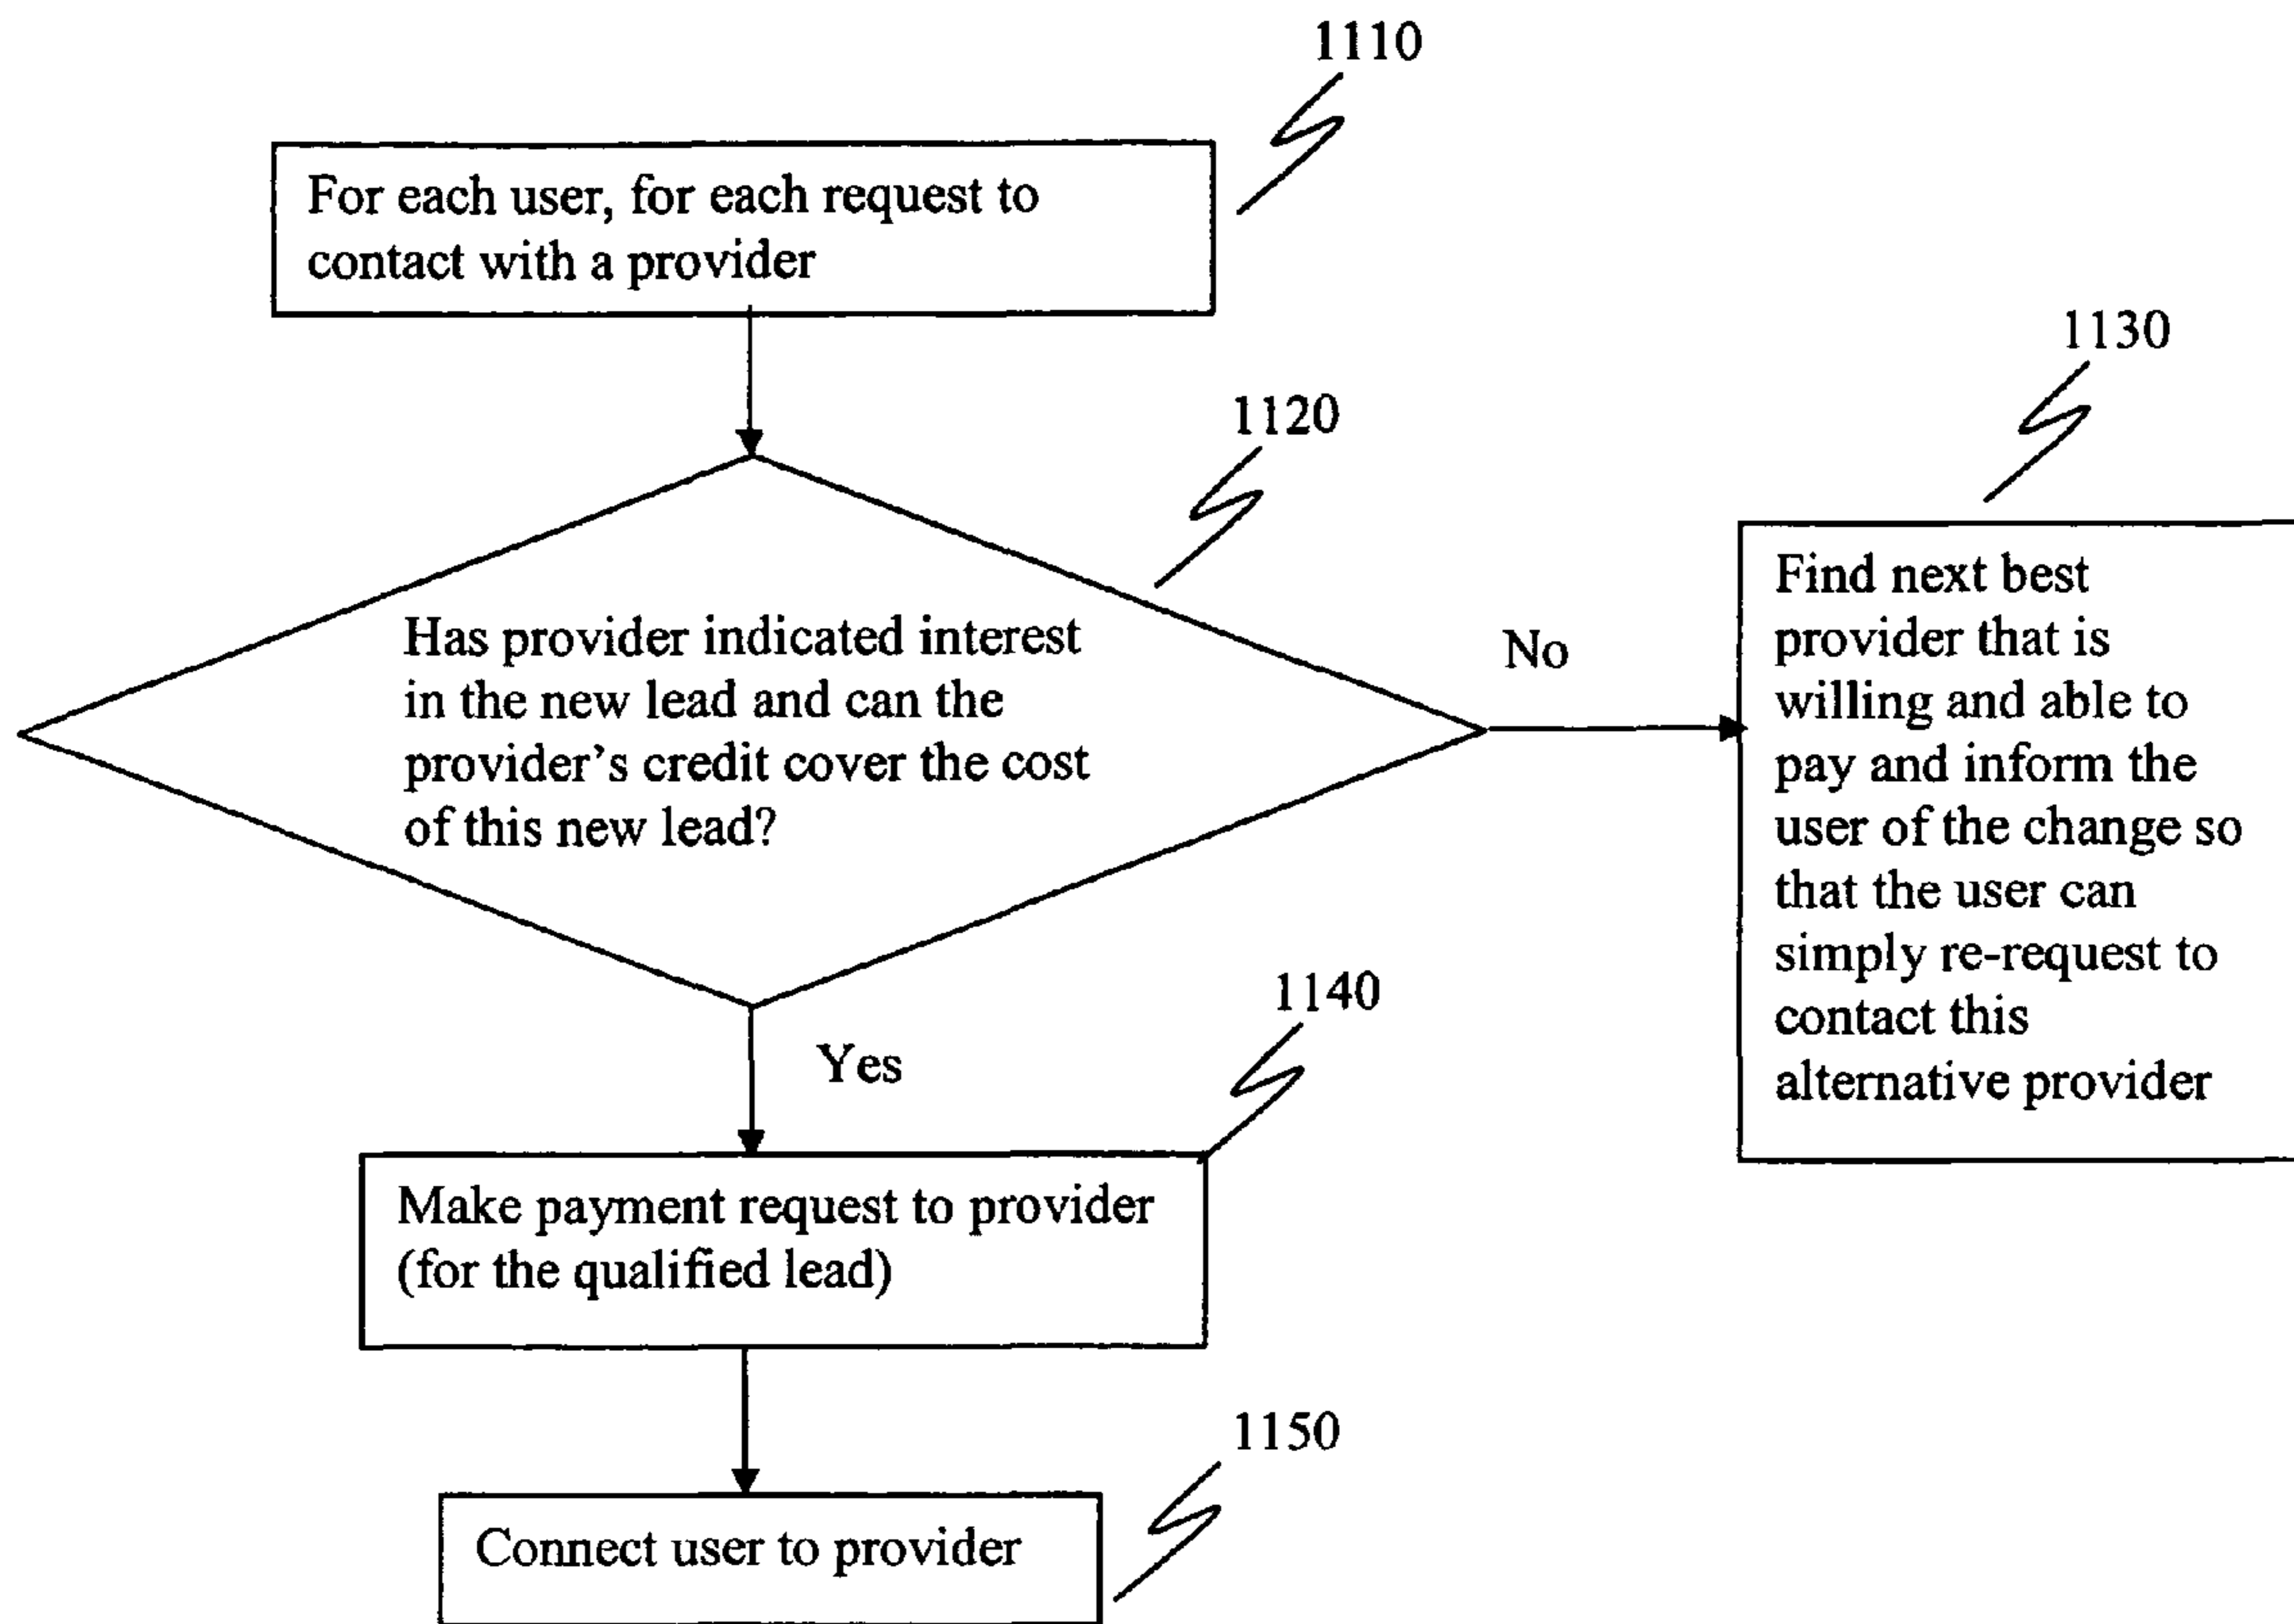 1110
For each user, for each request to
contact with a provider
1130
1120
Has provider indicated interest
in the new lead and can the
provider's credit cover the cost
of this new lead?
No
Find next best
provider that is
willing and able to
pay and inform the
user of the change so
that the user can
simply re-request to
contact this
alternative provider
1140
Yes
Make payment request to provider
(for the qualified lead)
1150
Connect user to provider